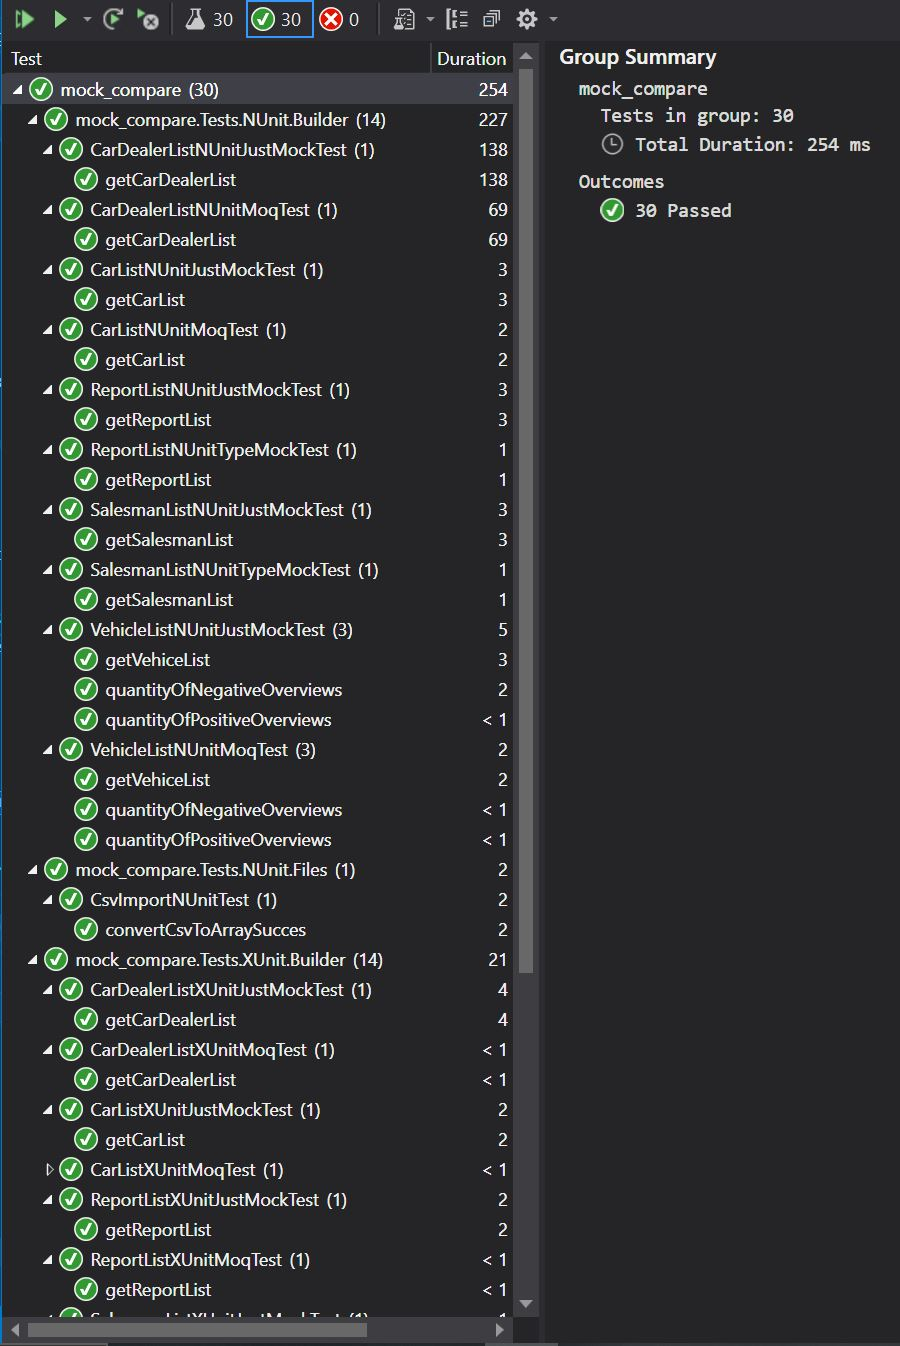 30 30 0
Test Duration
mock_compare (30) 254
mock_compare.Tests.NUnit.Builder (14) 227
CarDealerListNUnitJustMockTest (1) 138
getCarDealerList 138
CarDealerListNUnitMoqTest (1) 69
getCarDealerList 69
CarListNUnitJustMockTest (1) 3
getCarList 3
CarListNUnitMoqTest (1) 2
getCarList 2
ReportListNUnitJustMockTest (1) 3
getReportList 3
ReportListNUnitTypeMockTest (1) 1
getReportList 1
SalesmanListNUnitJustMockTest (1) 3
getSalesmanList 3
SalesmanListNUnitTypeMockTest (1) 1
getSalesmanList 1
VehicleListNUnitJustMockTest (3) 5
getVehiceList 3
quantityOfNegativeOverviews 2
quantityOfPositiveOverviews < 1
VehicleListNUnitMoqTest (3) 2
getVehiceList 2
quantityOfNegativeOverviews < 1
quantityOfPositiveOverviews < 1
mock_compare.Tests.NUnit.Files (1) 2
CsvImportNUnitTest (1) 2
convertCsvToArraySucces 2
mock_compare.Tests.XUnit.Builder (14) 21
CarDealerListXUnitJustMockTest (1) 4
getCarDealerList 4
CarDealerListXUnitMoqTest (1) < 1
getCarDealerList < 1
CarListXUnitJustMockTest (1) 2
getCarList 2
CarListXUnitMoqTest (1) < 1
ReportListXUnitJustMockTest (1) 2
getReportList 2
ReportListXUnitMoqTest (1) < 1
getReportList < 1
Group Summary
mock_compare
Tests in group: 30
Total Duration: 254 ms
Outcomes
30 Passed